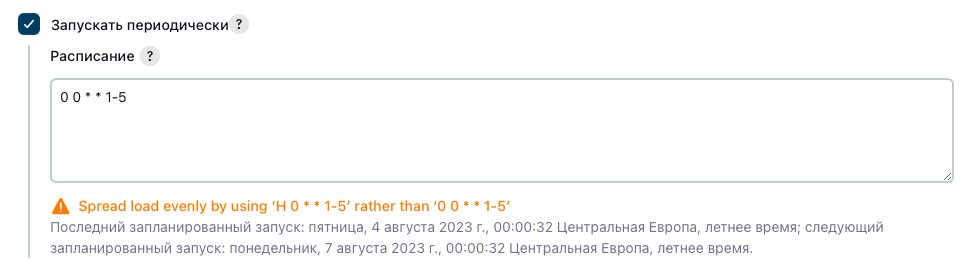 Запускать периодически ?
Расписание ?
0 0 * * 1-5
Spread load evenly by using ‘H 0 * * 1-5’ rather than ‘0 0 * * 1-5’
Последний запланированный запуск: пятница, 4 августа 2023 г., 00:00:32 Центральная Европа, летнее время; следующий
запланированный запуск: понедельник, 7 августа 2023 г., 00:00:32 Центральная Европа, летнее время.